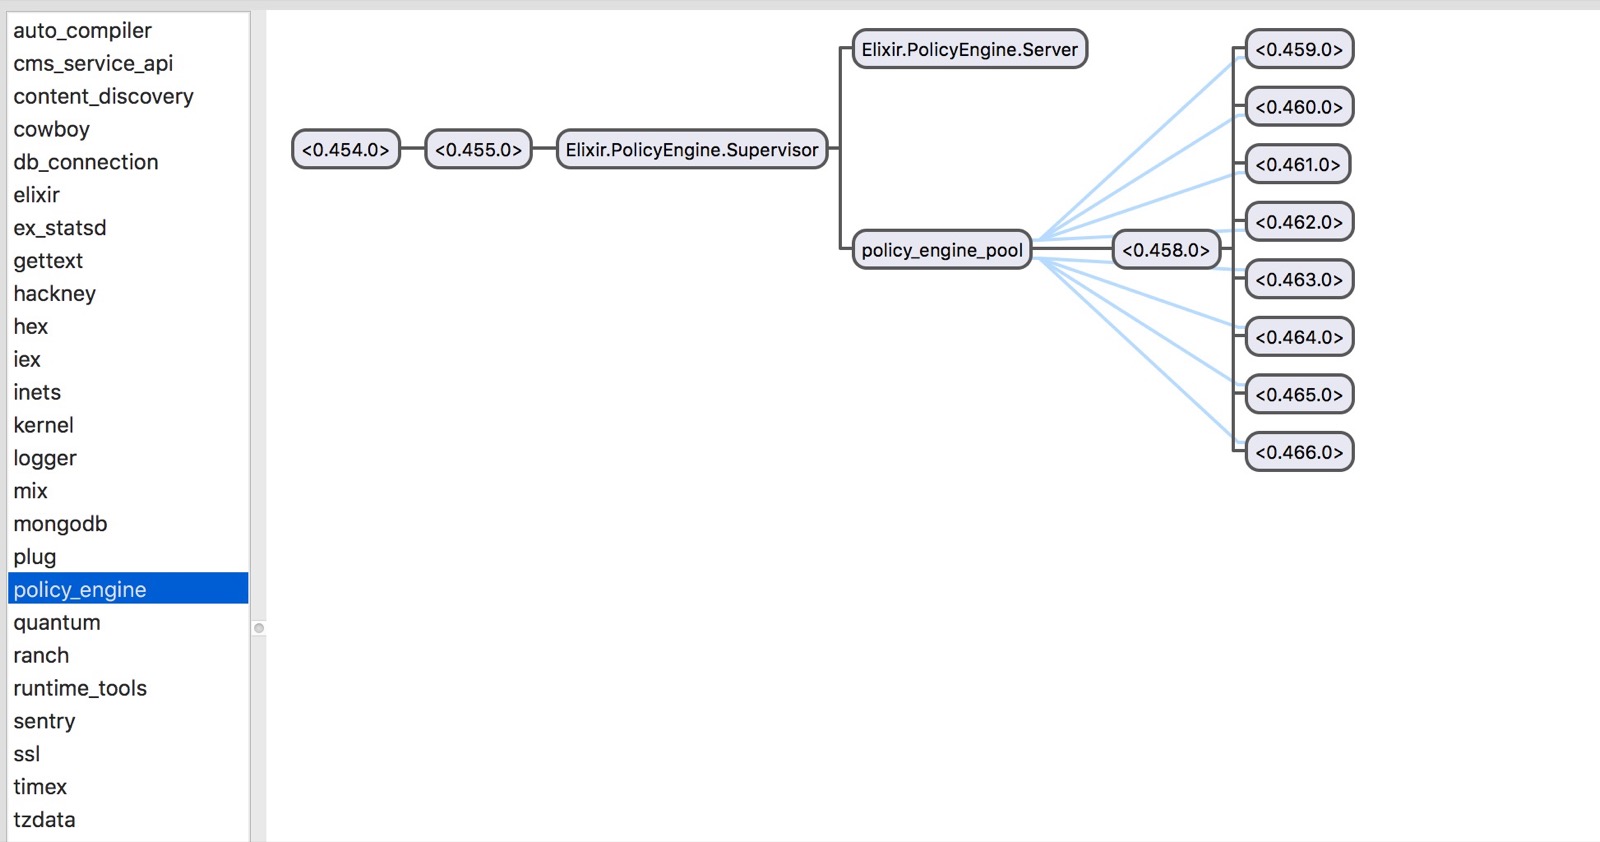 auto_compiler
cms_service_api
content_discovery
cowboy
db_connection
elixir
ex_statsd
gettext
hackney
hex
iex
inets
kernel
logger
mix
mongodb
plug
policy_engine
quantum
ranch
runtime_tools
sentry
ssl
timex
tzdata
<0.454.0>
<0.455.0>
Elixir.PolicyEngine.Supervisor
Elixir.PolicyEngine.Server
policy_engine_pool
<0.458.0>
<0.459.0>
<0.460.0>
<0.461.0>
<0.462.0>
<0.463.0>
<0.464.0>
<0.465.0>
<0.466.0>